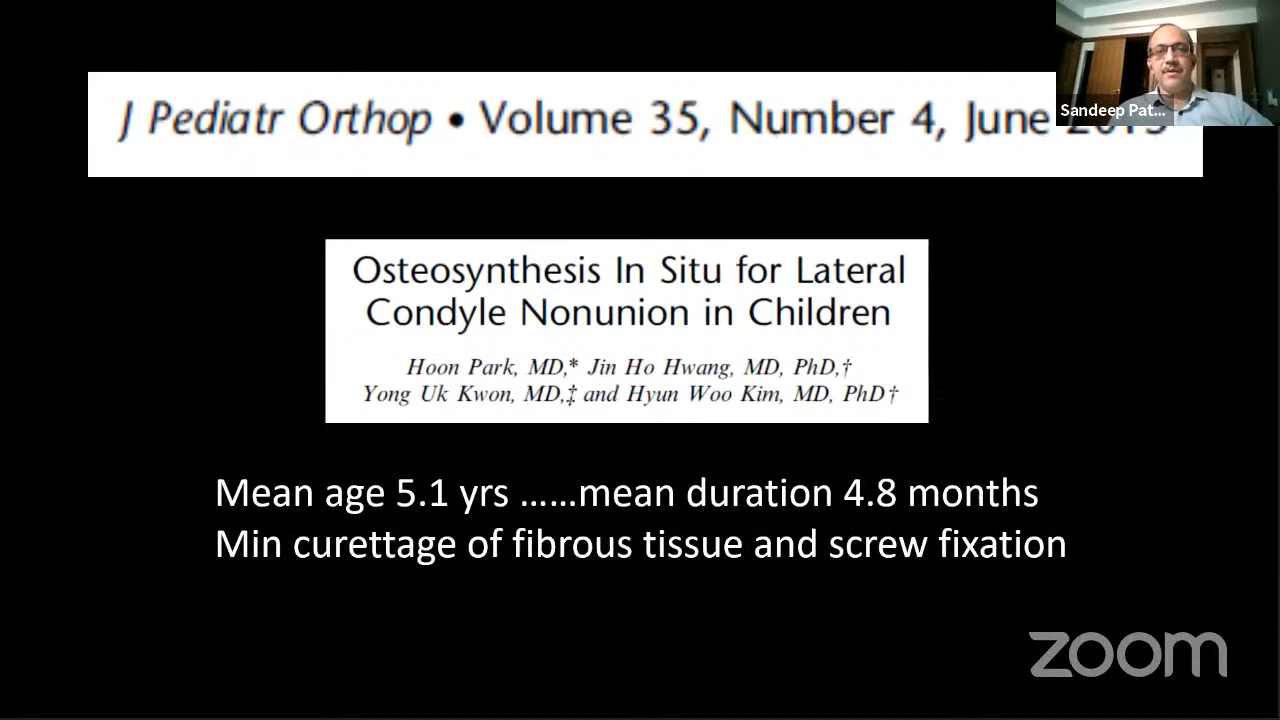 J Pediatr Orthop • Volume 35, Number 4, June
Sandeep Pat...
Osteosynthesis In Situ for Lateral
Condyle Nonunion in Children
Hoon Park, MD,* Jin Ho Hwang, MD, PhD,†
Yong Uk Kwon, MD,‡ and Hyun Woo Kim, MD, PhD†
Mean age 5.1 yrs ......mean duration 4.8 months
Min curettage of fibrous tissue and screw fixation
zoom